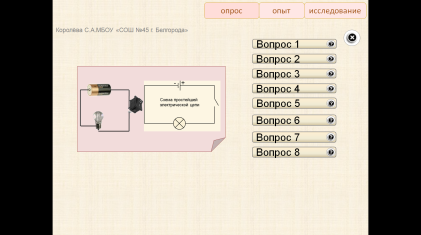 опрос опыт исследование
Королёва С.А.МБОУ «СОШ №45 г. Белгорода»
Вопрос 1
Вопрос 2
Вопрос 3
Вопрос 4
Вопрос 5
Вопрос 6
Вопрос 7
Вопрос 8
Схема простейшей
электрической цепи